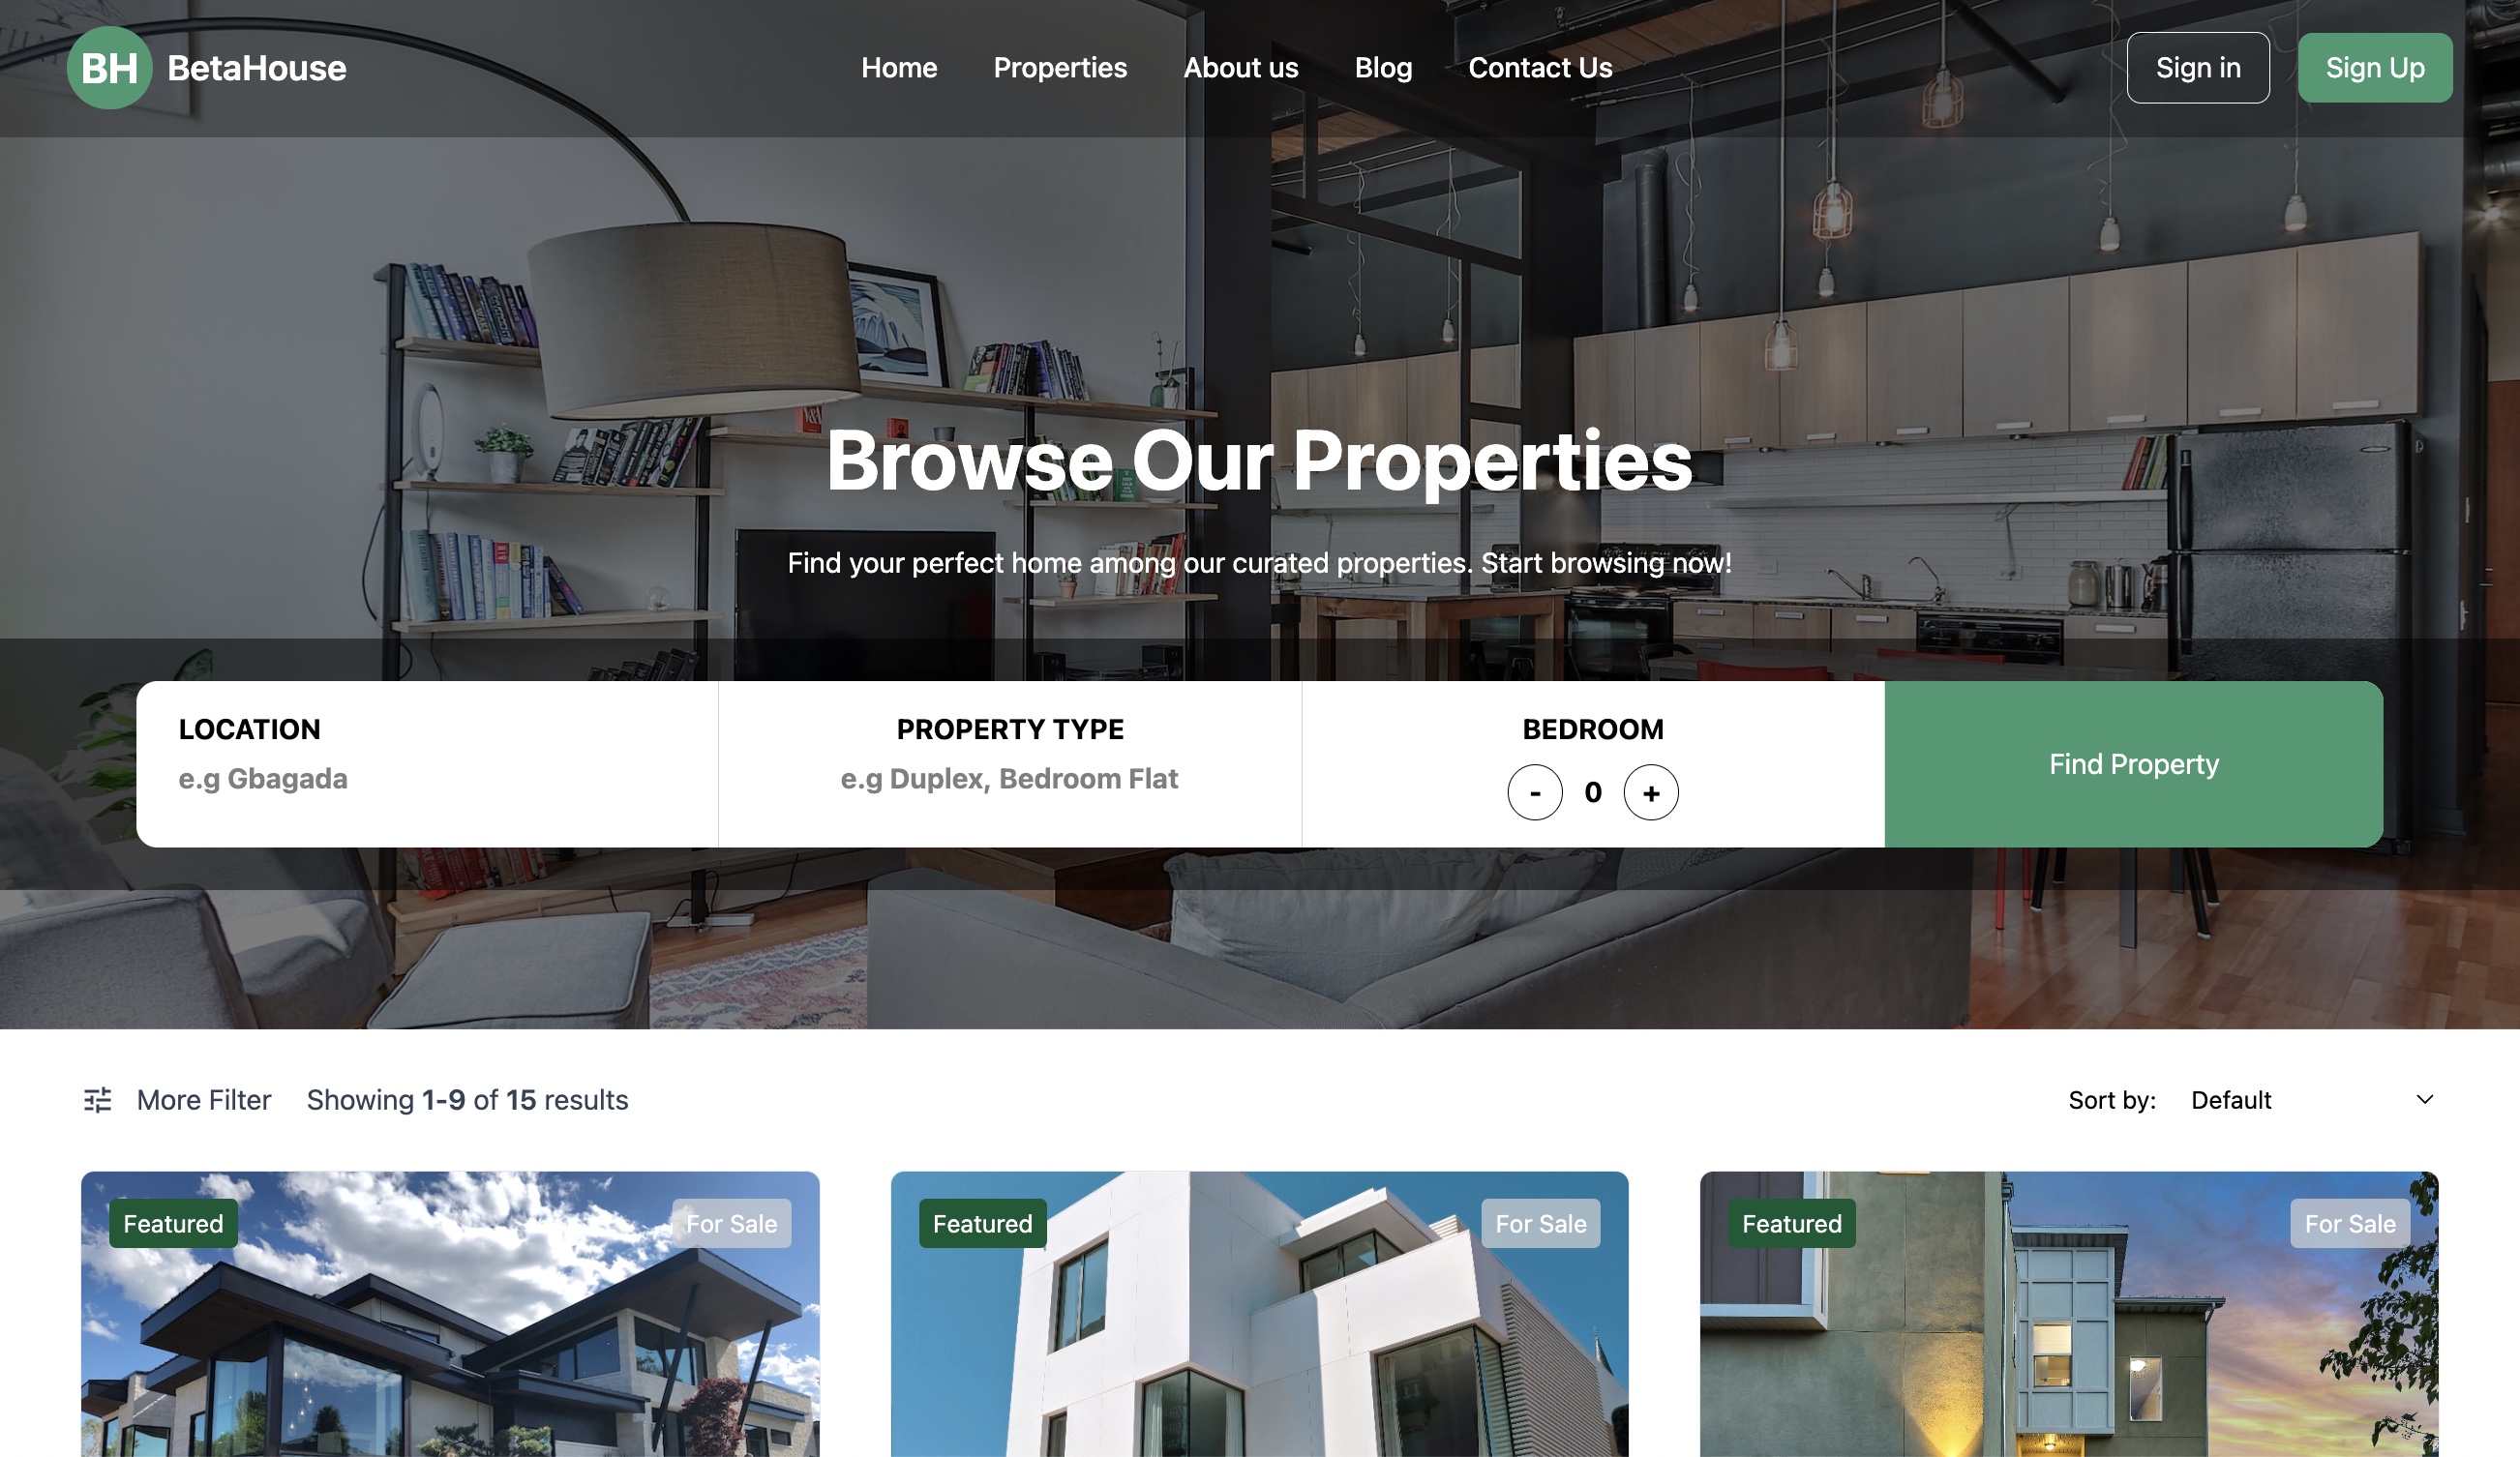 BH BetaHouse Home Properties About us Blog Contact Us Sign in Sign Up
Browse Our Properties
Find your perfect home among our curated properties. Start browsing now!
LOCATION
e.g Gbagada
PROPERTY TYPE
e.g Duplex, Bedroom Flat
BEDROOM
- 0 +
Find Property
More Filter Showing 1-9 of 15 results Sort by: Default
Featured For Sale
Featured For Sale
Featured For Sale